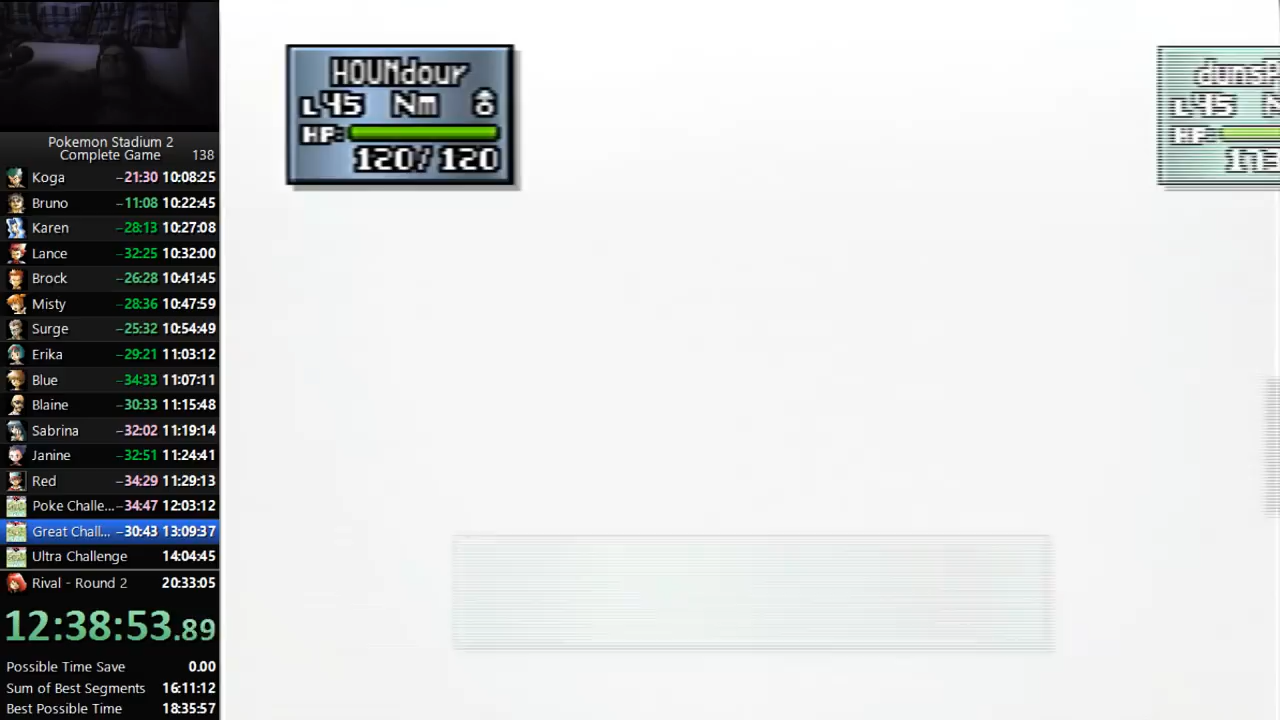 Pokemon Stadium 2
Complete Game 138
Koga -21:30 10:08:25
Bruno -11:08 10:22:45
Karen -28:13 10:27:08
Lance -32:25 10:32:00
Brock -26:28 10:41:45
Misty -28:36 10:47:59
Surge -25:32 10:54:49
Erika -29:21 11:03:12
Blue -34:33 11:07:11
Blaine -30:33 11:15:48
Sabrina -32:02 11:19:14
Janine -32:51 11:24:41
Red -34:29 11:29:13
Poke Challe... -34:47 12:03:12
Great Chall... -30:43 13:09:37
Ultra Challenge 14:04:45
Rival - Round 2 20:33:05
12:38:53.89
Possible Time Save 0.00
Sum of Best Segments 16:11:12
Best Possible Time 18:35:57
HOUNdour
L45 Nm ♂
HP:
120/120
L45
HP: